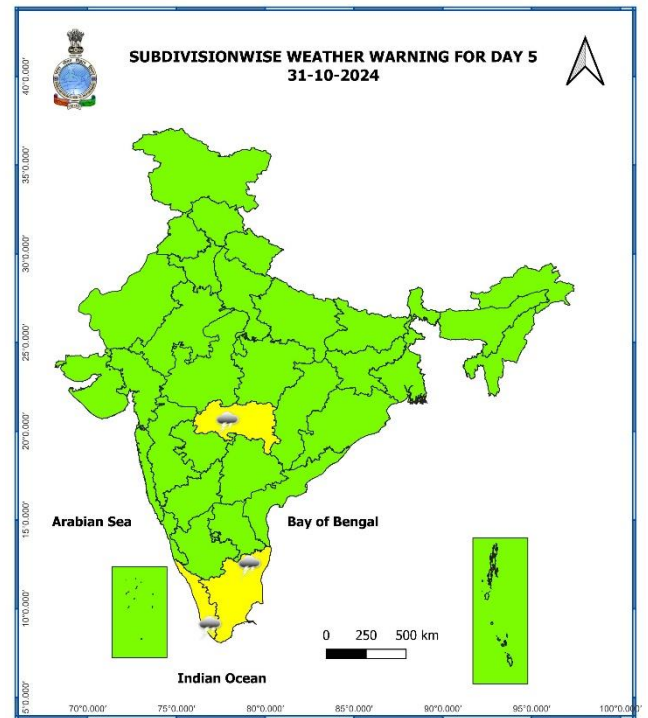 SUBDIVISIONWISE WEATHER WARNING FOR DAY 5
31-10-2024
40°0.000'
35°0.000'
30°0.000'
25°0.000'
20°0.000'
15°0.000'
10°0.000'
5°0.000'
Arabian Sea
Bay of Bengal
0 250 500 km
Indian Ocean
70°0.000' 75°0.000' 80°0.000' 85°0.000' 90°0.000' 95°0.000' 100°0.000'